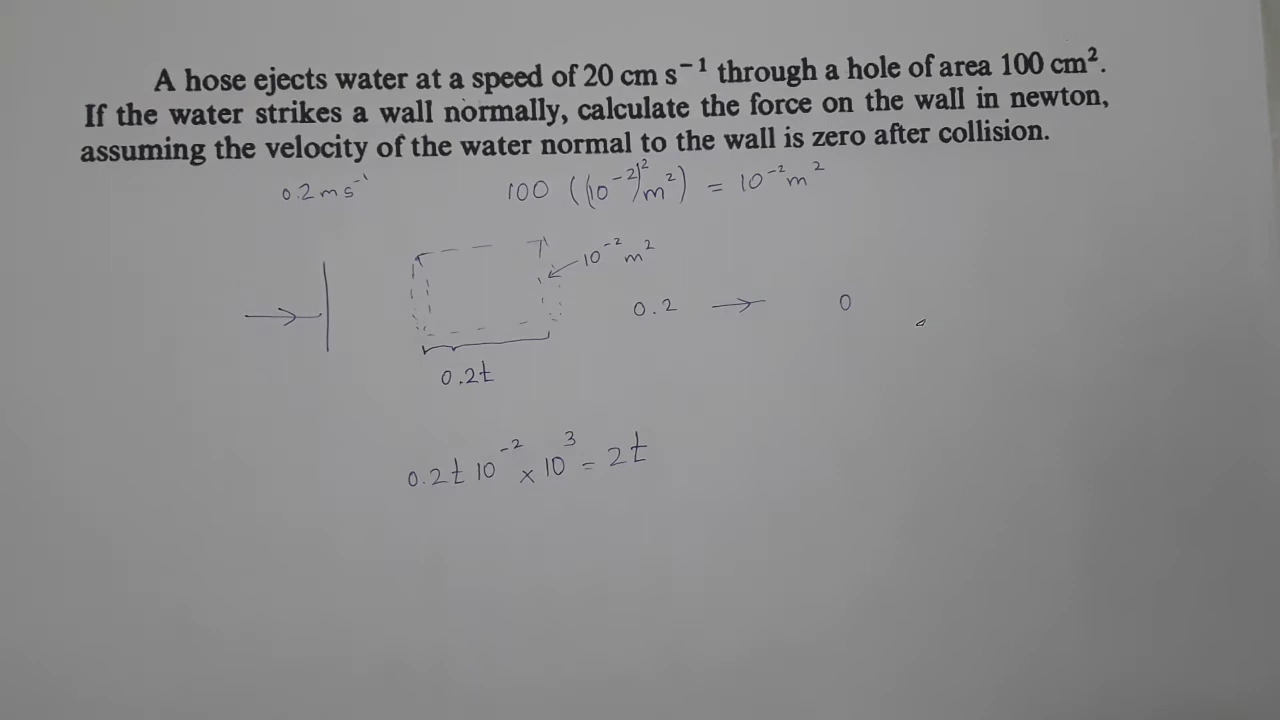 A hose ejects water at a speed of 20 cm s⁻¹ through a hole of area 100 cm².
If the water strikes a wall normally, calculate the force on the wall in newton,
assuming the velocity of the water normal to the wall is zero after collision.
0.2 m s⁻¹ 100 ((10⁻²)² m²) = 10⁻² m²
10⁻² m²
0.2 → 0
0.2t
0.2t 10⁻² × 10³ = 2t